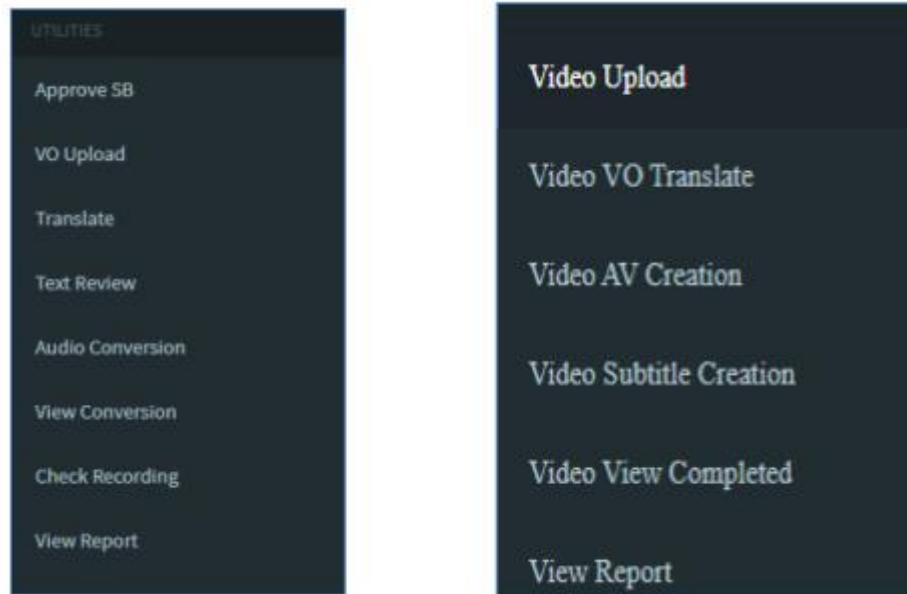 UTILITIES
Approve SB
VO Upload
Translate
Text Review
Audio Conversion
View Conversion
Check Recording
View Report
Video Upload
Video VO Translate
Video AV Creation
Video Subtitle Creation
Video View Completed
View Report